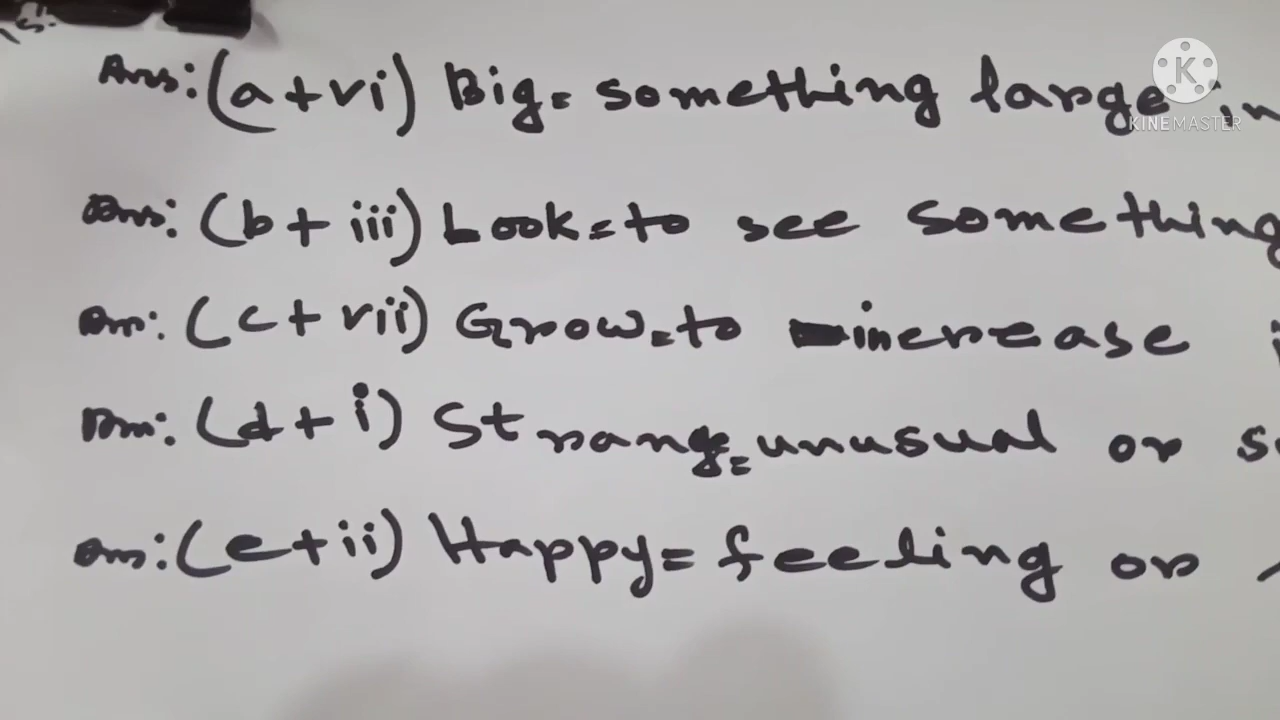 Ans: (a+vi) Big= something large in
Ans: (b+iii) Look=to see something
Ans: (c+vii) Grow=to increase
Ans: (d+i) Strange=unusual or
Ans: (e+ii) Happy= feeling or
K
KINEMASTER